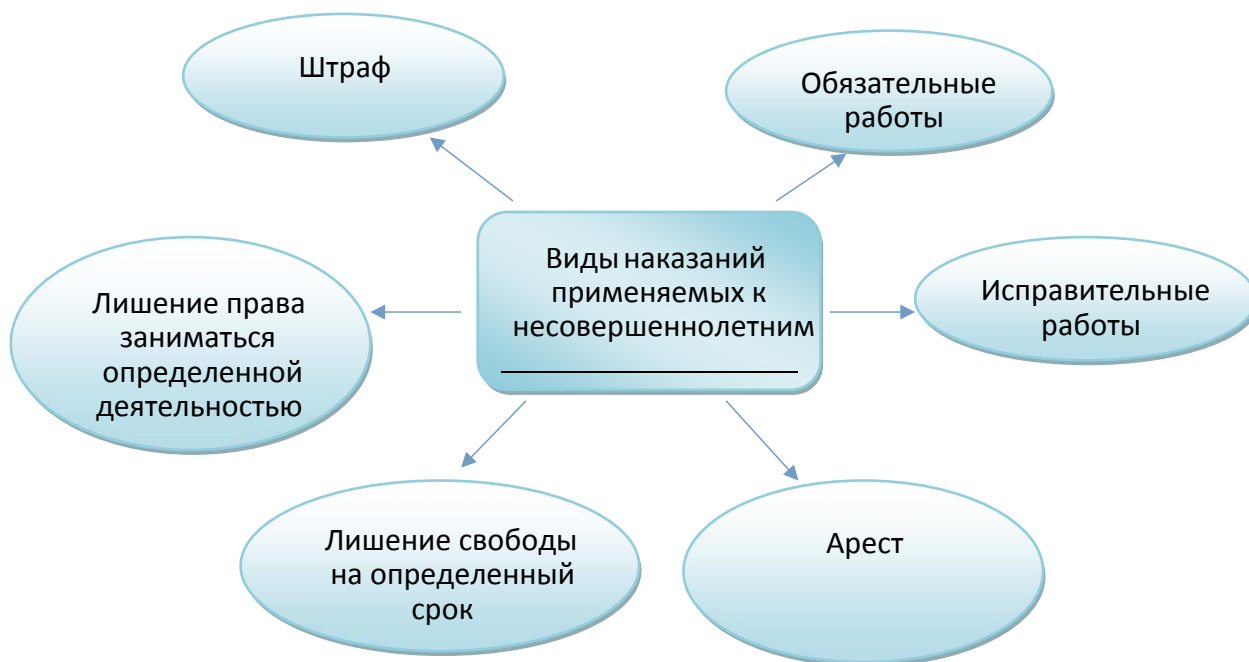 Штраф
Обязательные
работы
Виды наказаний
применяемых к
несовершеннолетним
Исправительные
работы
Лишение права
заниматься
определенной
деятельностью
Лишение свободы
на определенный
срок
Арест